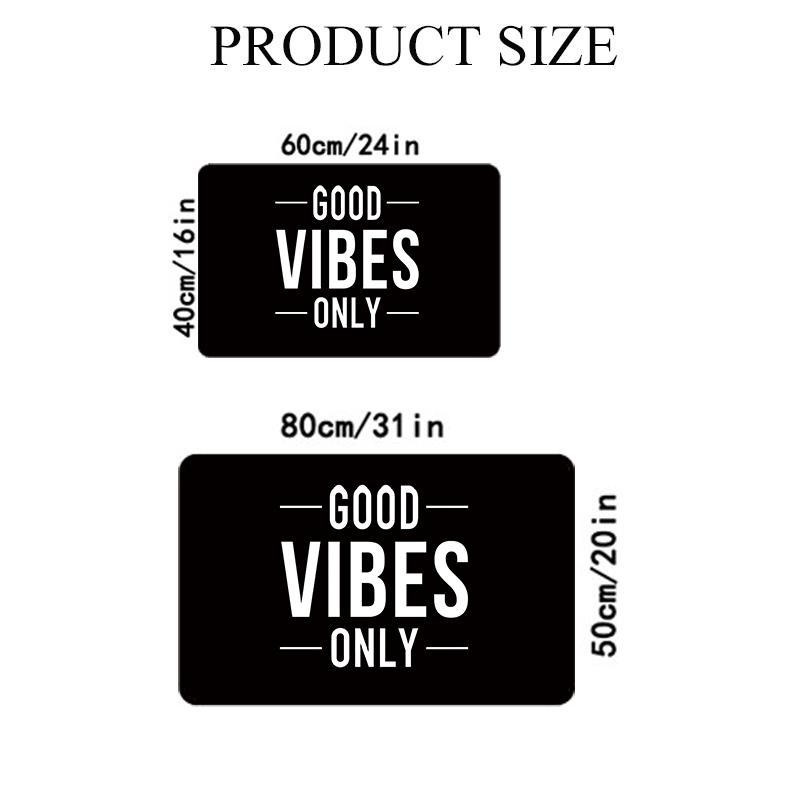 PRODUCT SIZE
60cm/24in
40cm/16in
GOOD
VIBES
ONLY
80cm/31in
GOOD
VIBES
ONLY
50cm/20in